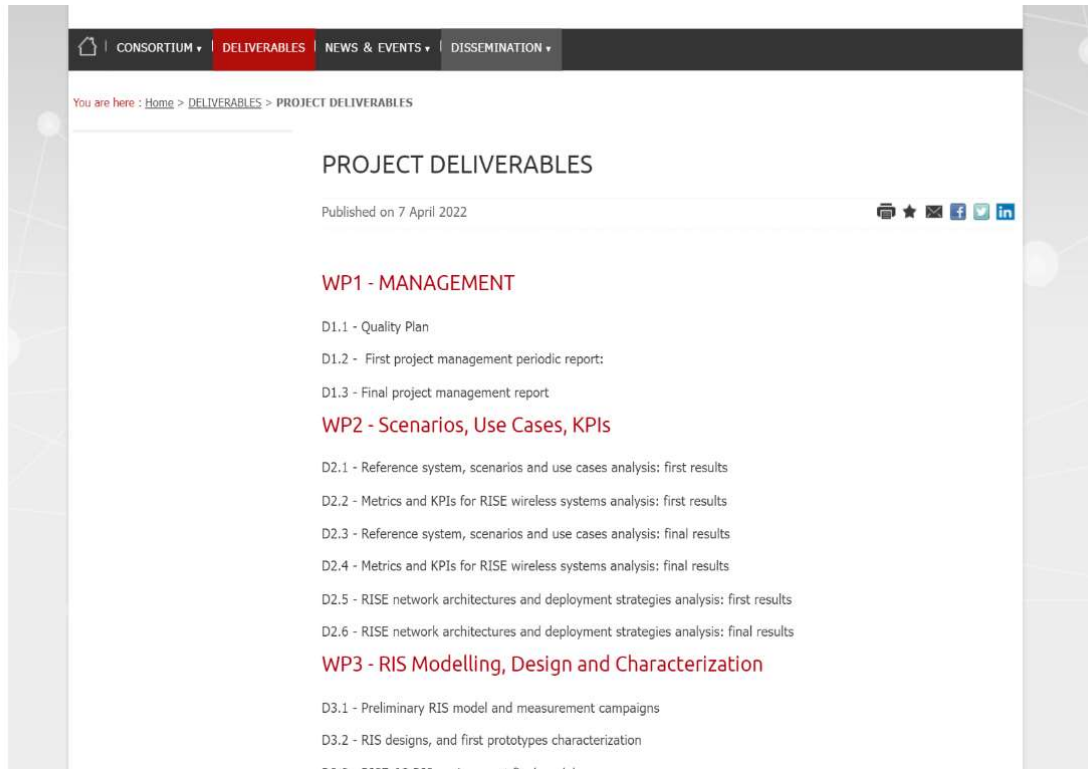 CONSORTIUM ▾ | DELIVERABLES | NEWS & EVENTS ▾ | DISSEMINATION ▾
You are here : Home > DELIVERABLES > PROJECT DELIVERABLES
PROJECT DELIVERABLES
Published on 7 April 2022
WP1 - MANAGEMENT
D1.1 - Quality Plan
D1.2 - First project management periodic report:
D1.3 - Final project management report
WP2 - Scenarios, Use Cases, KPIs
D2.1 - Reference system, scenarios and use cases analysis: first results
D2.2 - Metrics and KPIs for RISE wireless systems analysis: first results
D2.3 - Reference system, scenarios and use cases analysis: final results
D2.4 - Metrics and KPIs for RISE wireless systems analysis: final results
D2.5 - RISE network architectures and deployment strategies analysis: first results
D2.6 - RISE network architectures and deployment strategies analysis: final results
WP3 - RIS Modelling, Design and Characterization
D3.1 - Preliminary RIS model and measurement campaigns
D3.2 - RIS designs, and first prototypes characterization